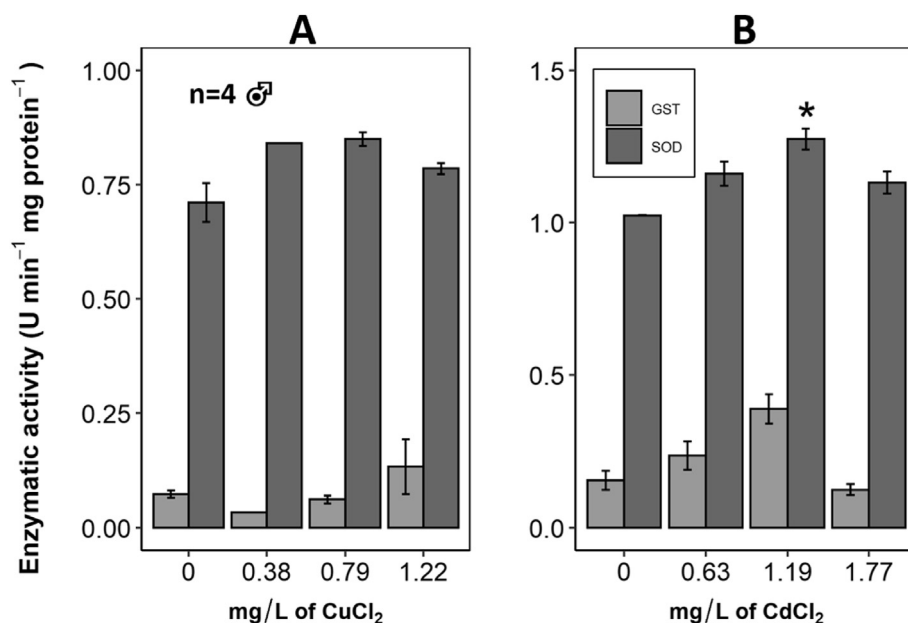 A
B
Enzymatic activity (U min⁻¹ mg protein⁻¹)
1.00
0.75
0.50
0.25
0.00
n=4 ♂
0
0.38
0.79
1.22
mg/L of CuCl₂
1.5
1.0
0.5
0.0
GST
SOD
*
0
0.63
1.19
1.77
mg/L of CdCl₂